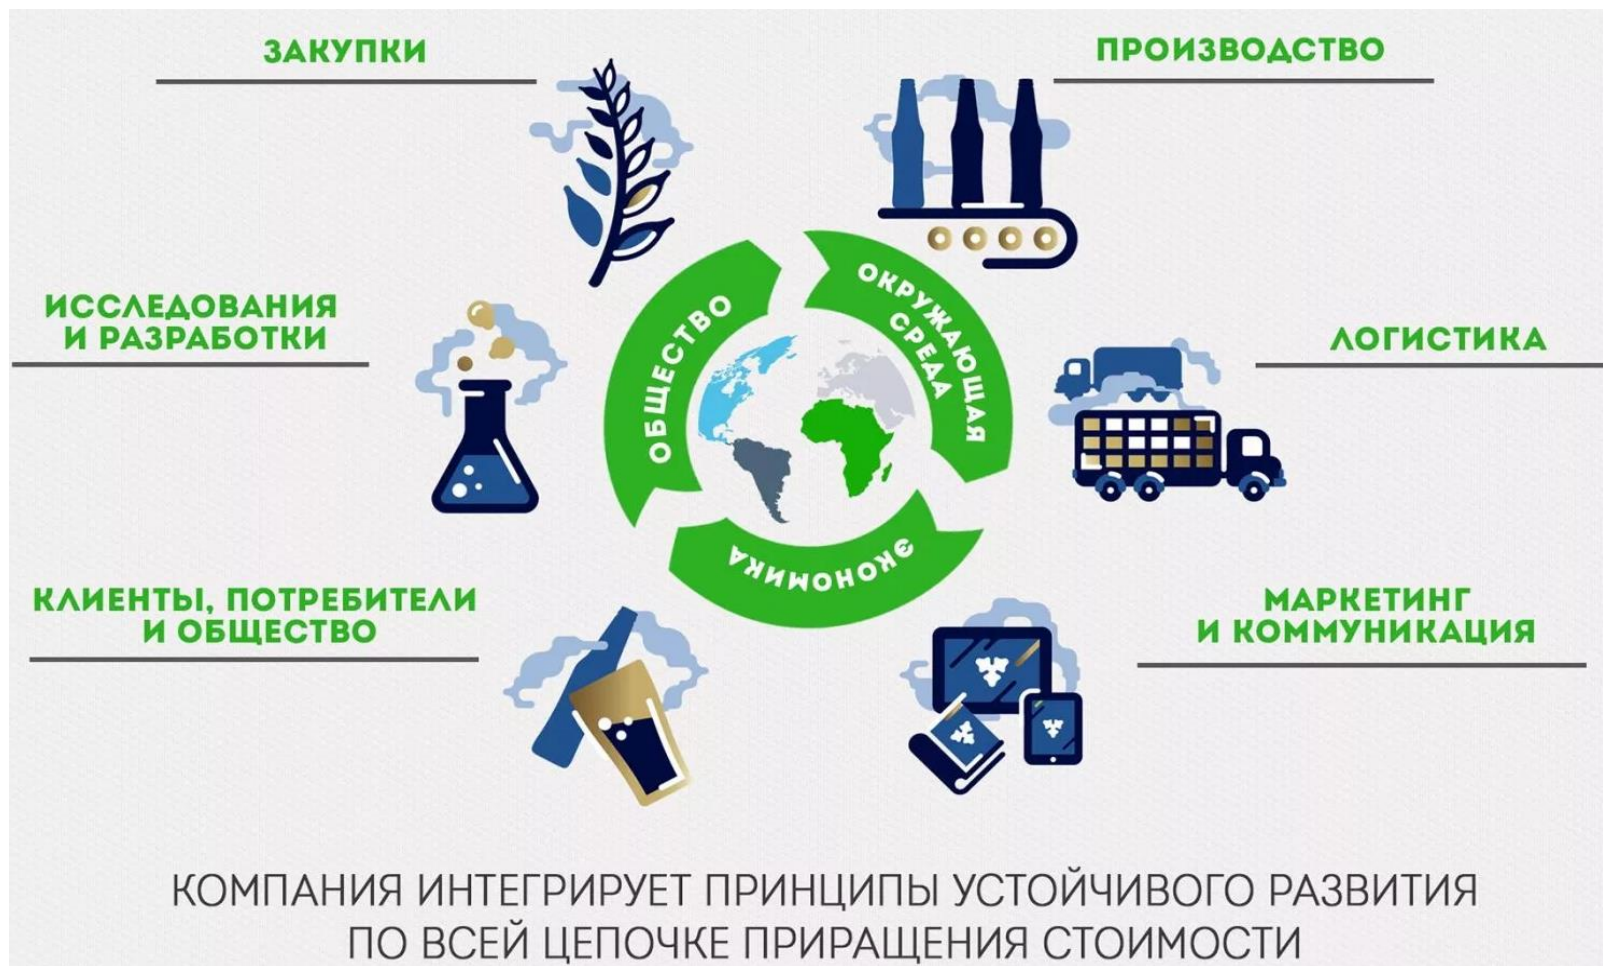 ЗАКУПКИ
ПРОИЗВОДСТВО
ИССЛЕДОВАНИЯ
И РАЗРАБОТКИ
ЛОГИСТИКА
ОБЩЕСТВО
ОКРУЖАЮЩАЯ
СРЕДА
ЭКОНОМИКА
КЛИЕНТЫ, ПОТРЕБИТЕЛИ
И ОБЩЕСТВО
МАРКЕТИНГ
И КОММУНИКАЦИЯ
КОМПАНИЯ ИНТЕГРИРУЕТ ПРИНЦИПЫ УСТОЙЧИВОГО РАЗВИТИЯ
ПО ВСЕЙ ЦЕПОЧКЕ ПРИРАЩЕНИЯ СТОИМОСТИ